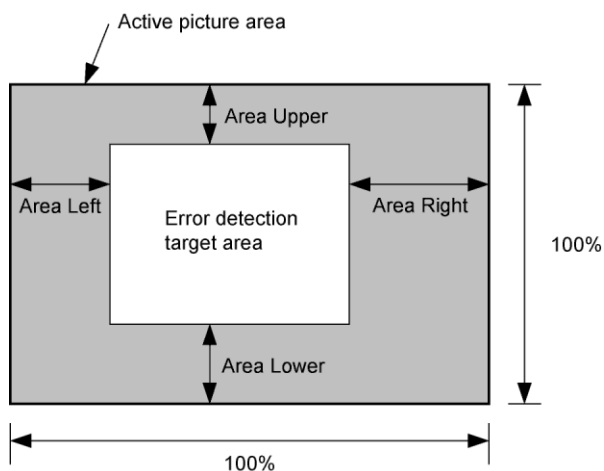 Active picture area
Area Upper
Area Left
Area Right
Error detection
target area
100%
Area Lower
100%